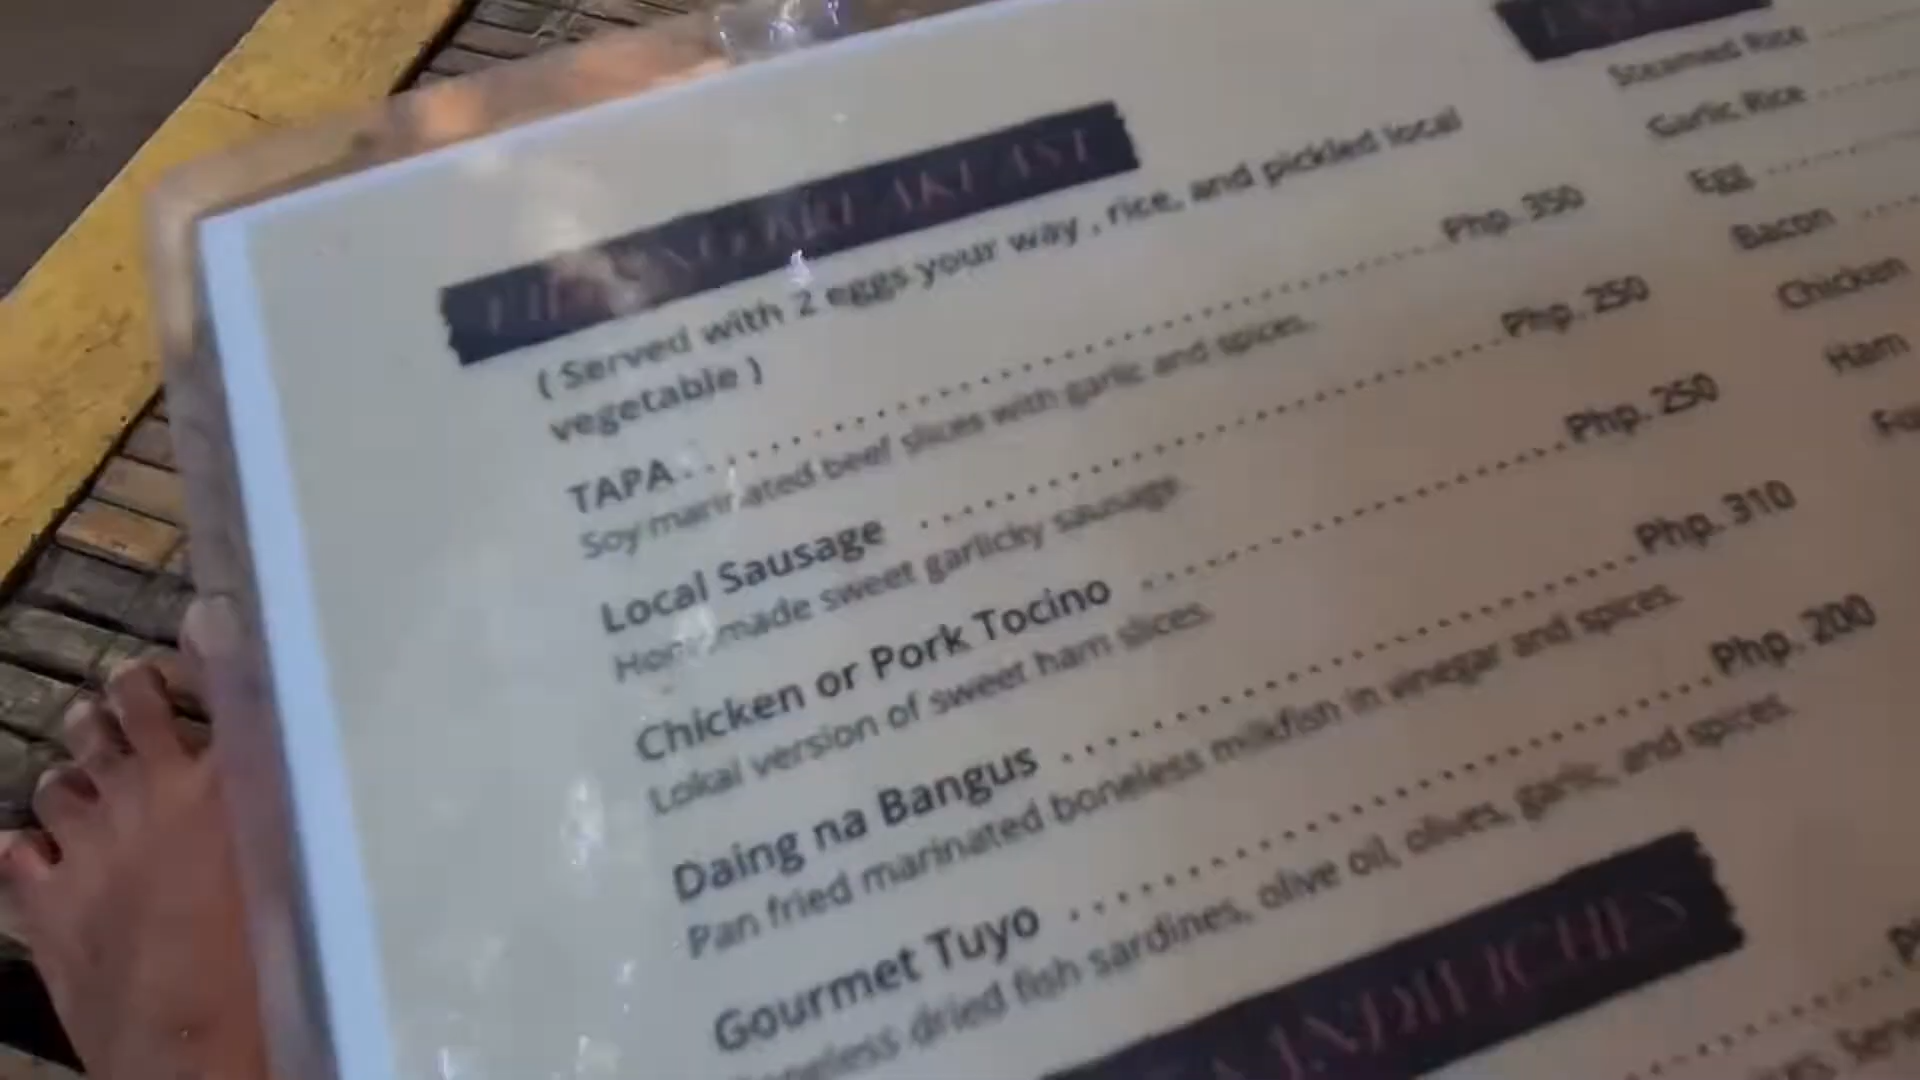 FILIPINO BREAKFAST
( Served with 2 eggs your way , rice, and pickled local
vegetable )
TAPA Php. 350
Soy marinated beef slices with garlic and spices.
Local Sausage Php. 250
Homemade sweet garlicky sausage.
Chicken or Pork Tocino Php. 250
Lokal version of sweet ham slices.
Daing na Bangus Php. 310
Pan fried marinated boneless milkfish in vinegar and spices.
Gourmet Tuyo Php. 200
Boneless dried fish sardines, olive oil, olives, garlic, and spices.
SANDWICHES
Steamed Rice
Garlic Rice
Egg
Bacon
Chicken
Ham